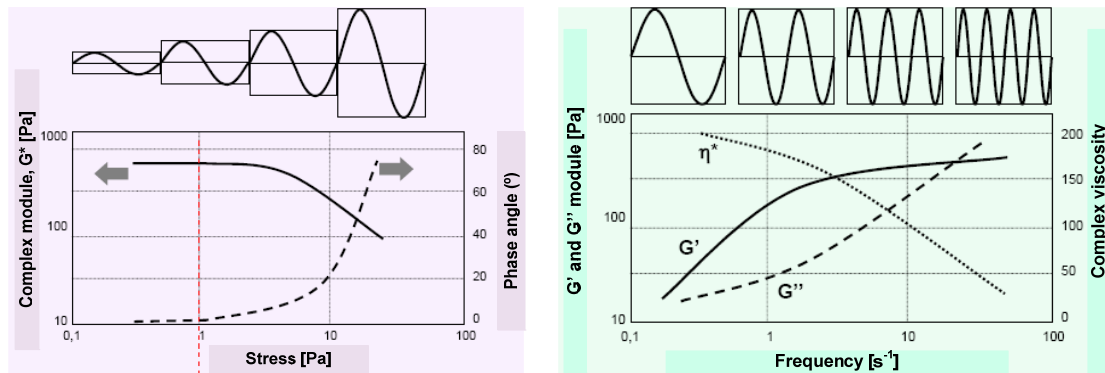 Complex module, G* [Pa]
1000
100
10
80
60
40
20
0
Phase angle (º)
0,1
1
10
100
Stress [Pa]
G’ and G’’ module [Pa]
1000
100
10
η*
G’
G’’
200
150
100
50
0
Complex viscosity
0,1
1
10
100
Frequency [s-1]